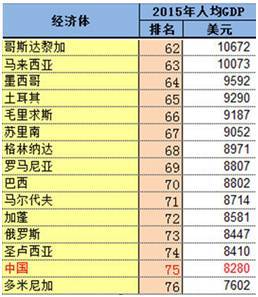 经济体 2015年人均GDP
排名 美元
哥斯达黎加 62 10672
马来西亚 63 10073
墨西哥 64 9592
土耳其 65 9290
毛里求斯 66 9187
苏里南 67 9052
格林纳达 68 8971
罗马尼亚 69 8807
巴西 70 8802
马尔代夫 71 8714
加蓬 72 8581
俄罗斯 73 8447
圣卢西亚 74 8410
中国 75 8280
多米尼加 76 7602